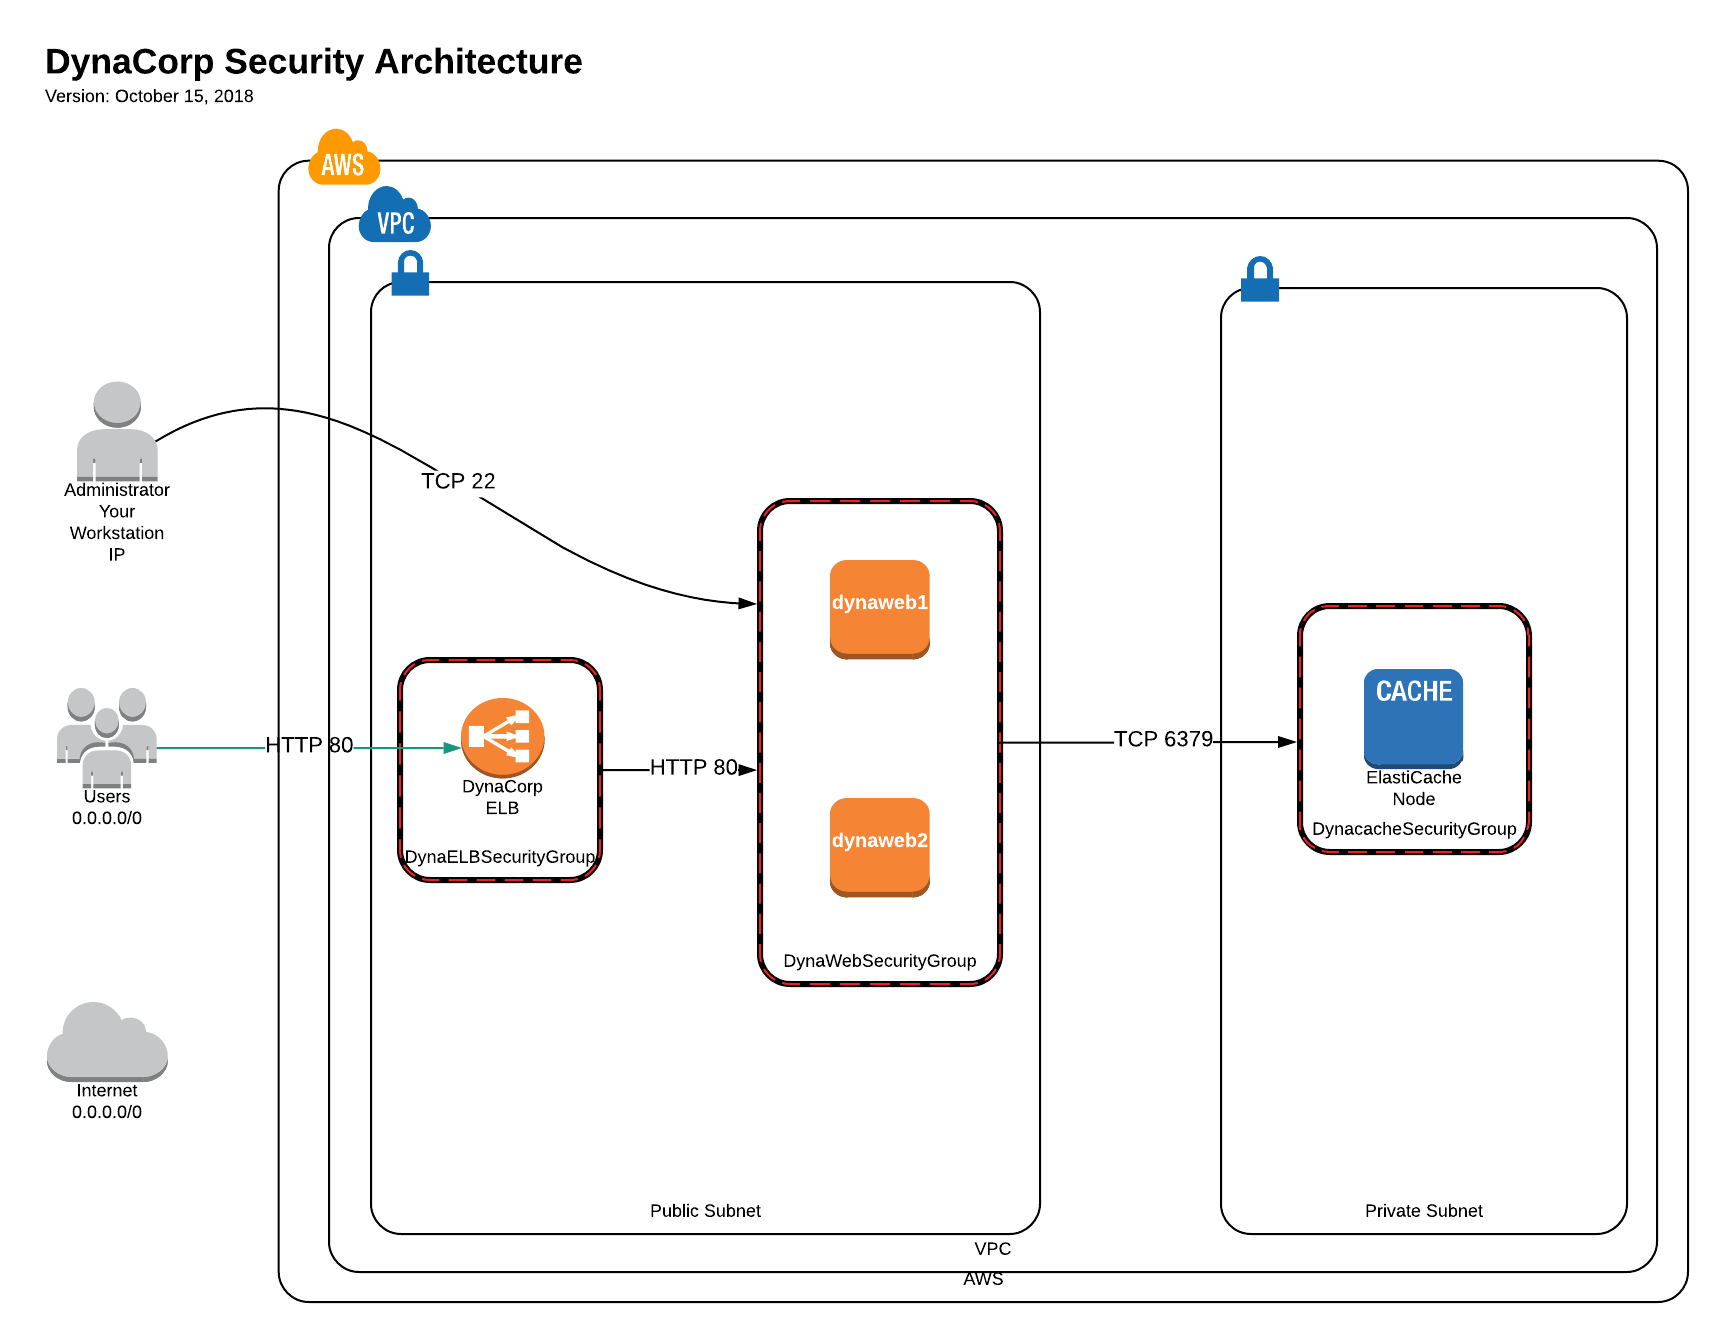 DynaCorp Security Architecture
Version: October 15, 2018
AWS
VPC
Administrator
Your
Workstation
IP
TCP 22
dynaweb1
Users
0.0.0.0/0
HTTP 80
DynaCorp
ELB
DynaELBSecurityGroup
HTTP 80
dynaweb2
DynaWebSecurityGroup
TCP 6379
CACHE
ElastiCache
Node
DynacacheSecurityGroup
Internet
0.0.0.0/0
Public Subnet
Private Subnet
VPC
AWS